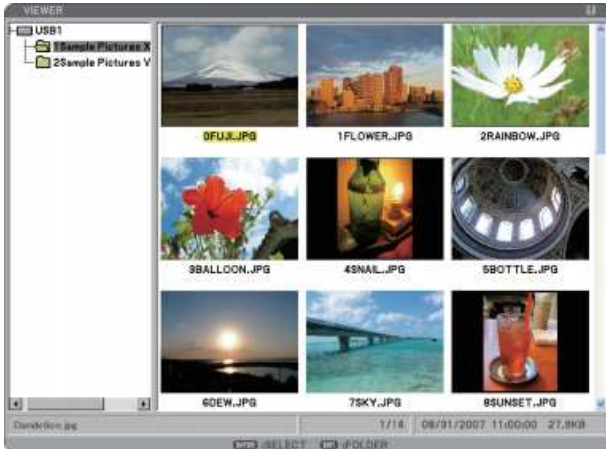 VIEWER
USB1
1Sample Pictures X
2Sample Pictures V
0FUJI.JPG
1FLOWER.JPG
2RAINBOW.JPG
3BALLOON.JPG
4SNAIL.JPG
5BOTTLE.JPG
6DEW.JPG
7SKY.JPG
8SUNSET.JPG
Dandelion.jpg
1/14
08/01/2007 11:00:00 27.8KB
:SELECT
:FOLDER